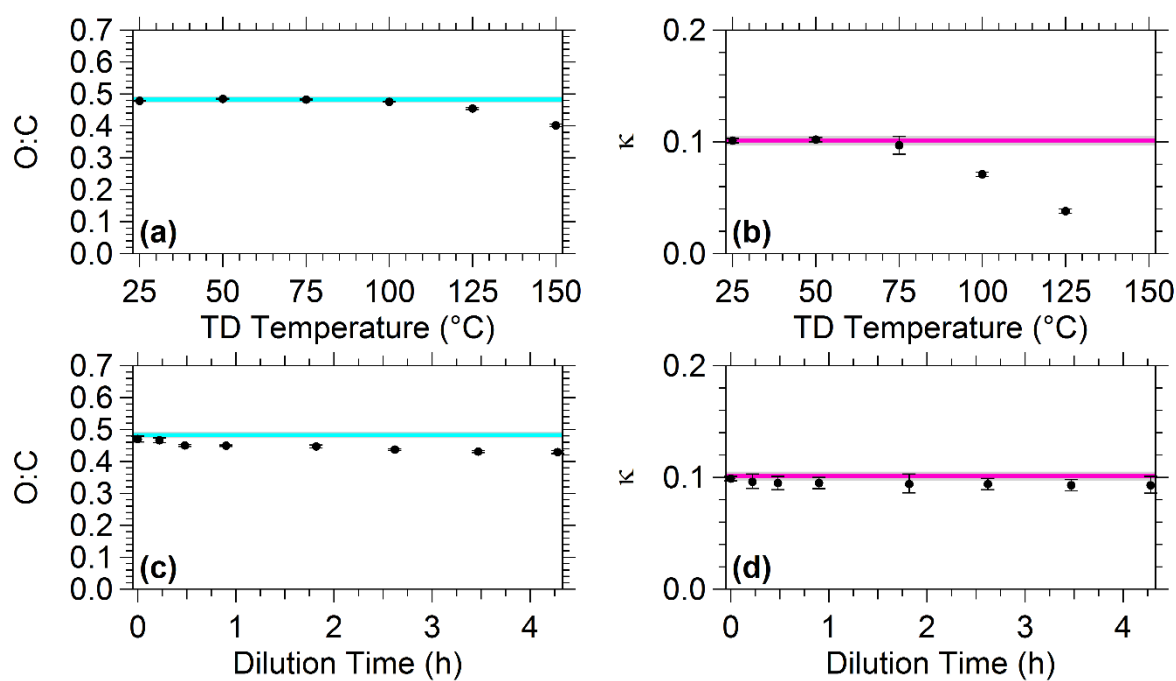 0.7
0.6
0.5
0.4
0.3
0.2
0.1
0.0
O:C
(a)
25 50 75 100 125 150
TD Temperature (°C)
0.2
0.1
0.0
κ
(b)
25 50 75 100 125 150
TD Temperature (°C)
0.7
0.6
0.5
0.4
0.3
0.2
0.1
0.0
O:C
(c)
0 1 2 3 4
Dilution Time (h)
0.2
0.1
0.0
κ
(d)
0 1 2 3 4
Dilution Time (h)